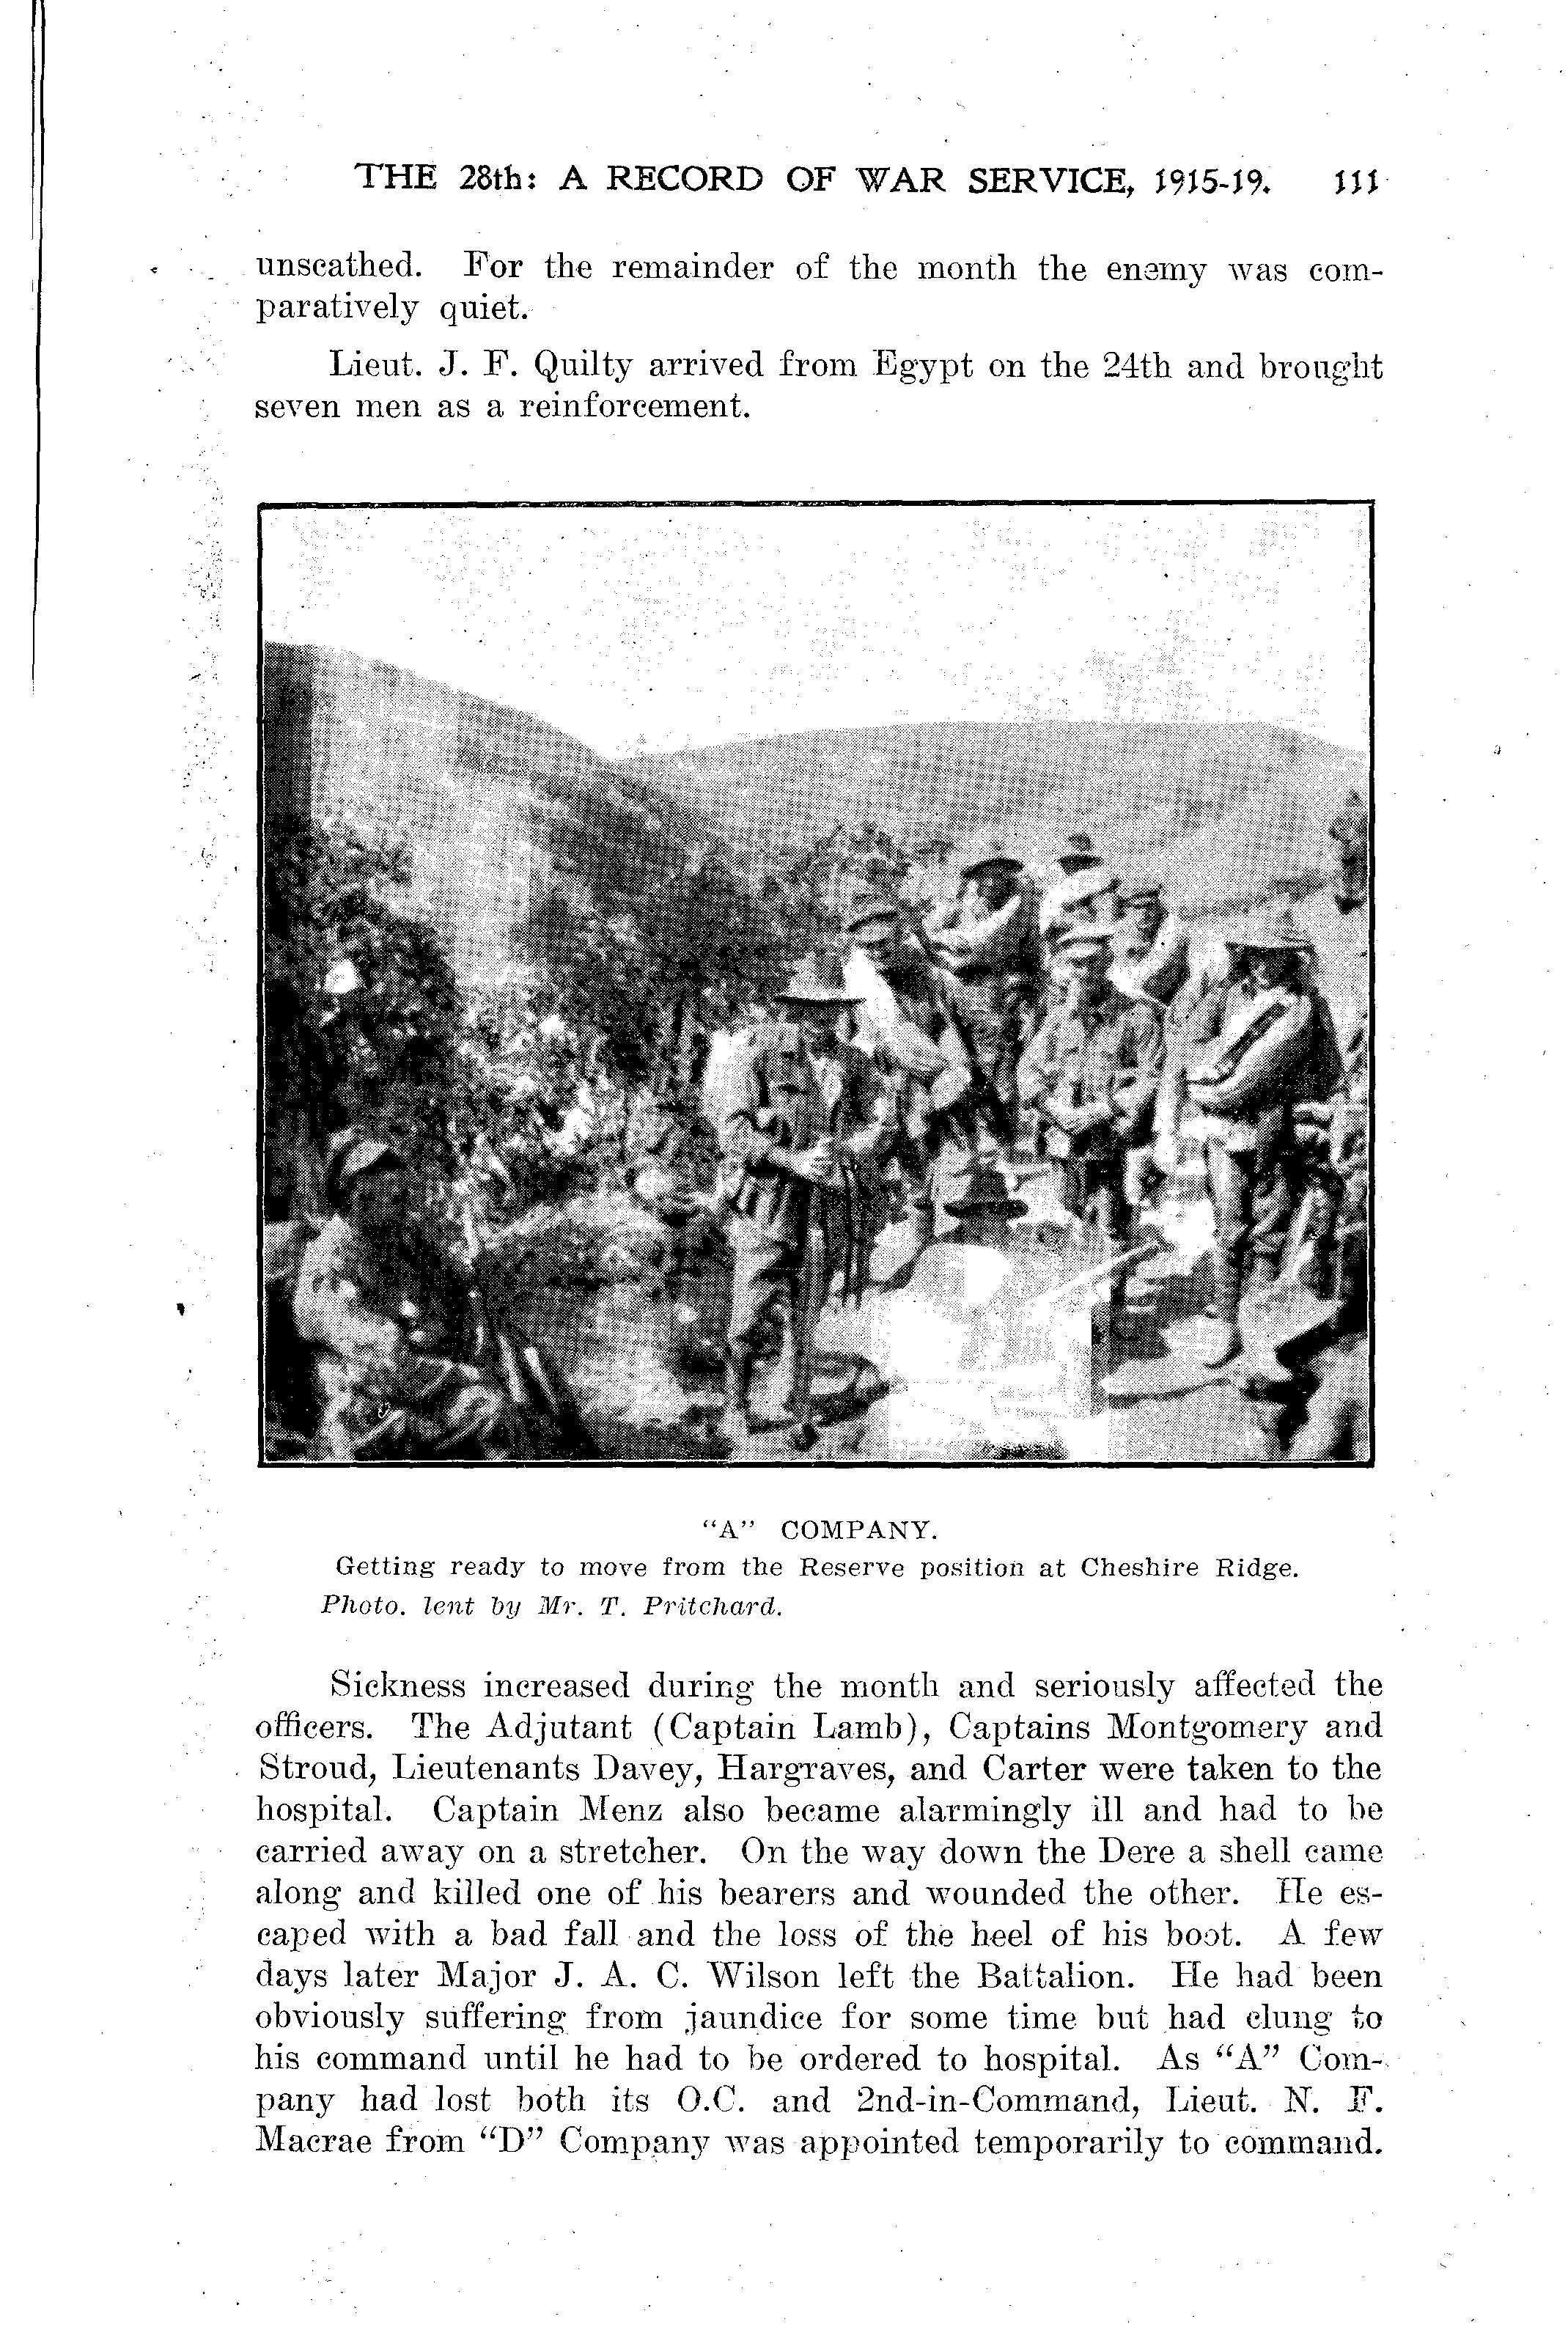 THE 28th: A RECORD OF WAR SERVICE, 1915-19. 111
unscathed. For the remainder of the month the enemy was com-
paratively quiet.
Lieut. J. F. Quilty arrived from Egypt on the 24th and brought
seven men as a reinforcement.
"A" COMPANY.
Getting ready to move from the Reserve position at Cheshire Ridge.
Photo. lent by Mr. T. Pritchard.
Sickness increased during the month and seriously affected the
officers. The Adjutant (Captain Lamb), Captains Montgomery and
Stroud, Lieutenants Davey, Hargraves, and Carter were taken to the
hospital. Captain Menz also became alarmingly ill and had to be
carried away on a stretcher. On the way down the Dere a shell came
along and killed one of his bearers and wounded the other. He es-
caped with a bad fall and the loss of the heel of his boot. A few
days later Major J. A. C. Wilson left the Battalion. He had been
obviously suffering from jaundice for some time but had clung to
his command until he had to be ordered to hospital. As "A" Com-
pany had lost both its O.C. and 2nd-in-Command, Lieut. N. F.
Macrae from "D" Company was appointed temporarily to command.